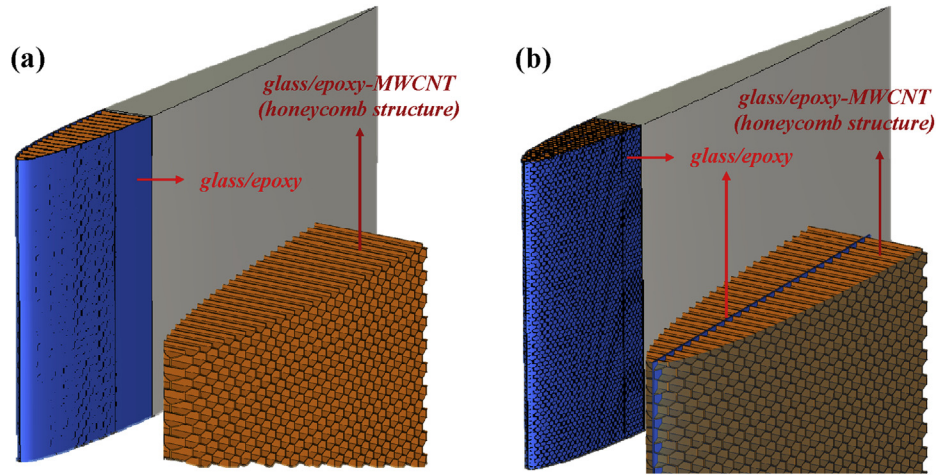 (a)
glass/epoxy-MWCNT
(honeycomb structure)
glass/epoxy
(b)
glass/epoxy-MWCNT
(honeycomb structure)
glass/epoxy